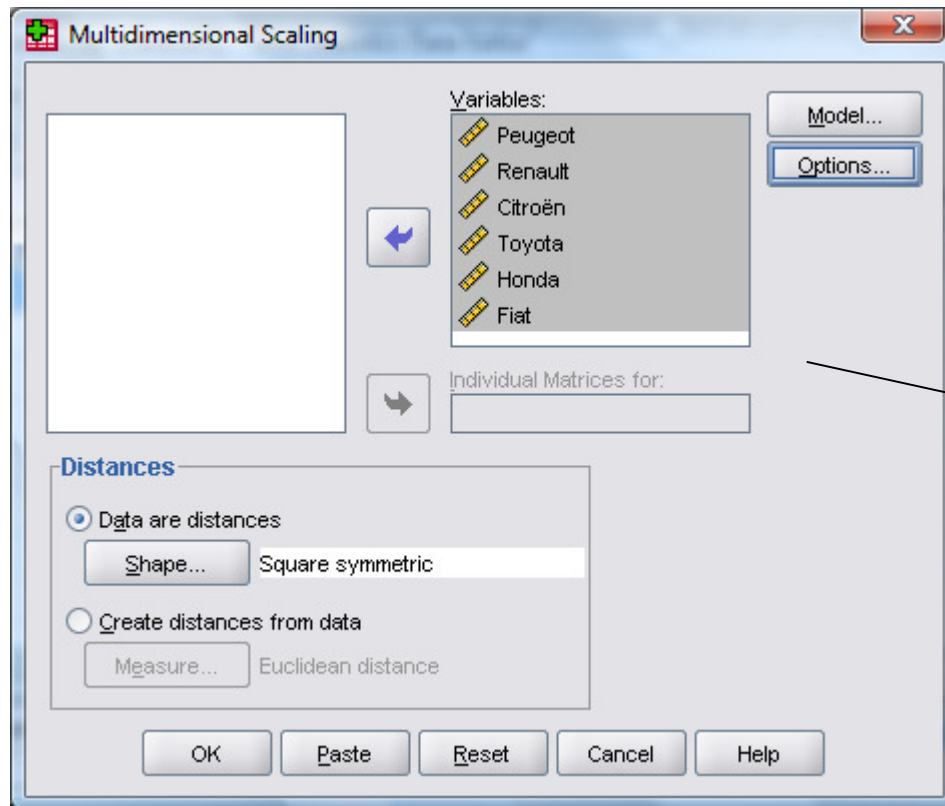 Multidimensional Scaling
Variables:
Peugeot
Renault
Citroën
Toyota
Honda
Fiat
Model...
Options...
Individual Matrices for:
Distances
Data are distances
Shape...
Square symmetric
Create distances from data
Measure...
Euclidean distance
OK
Paste
Reset
Cancel
Help